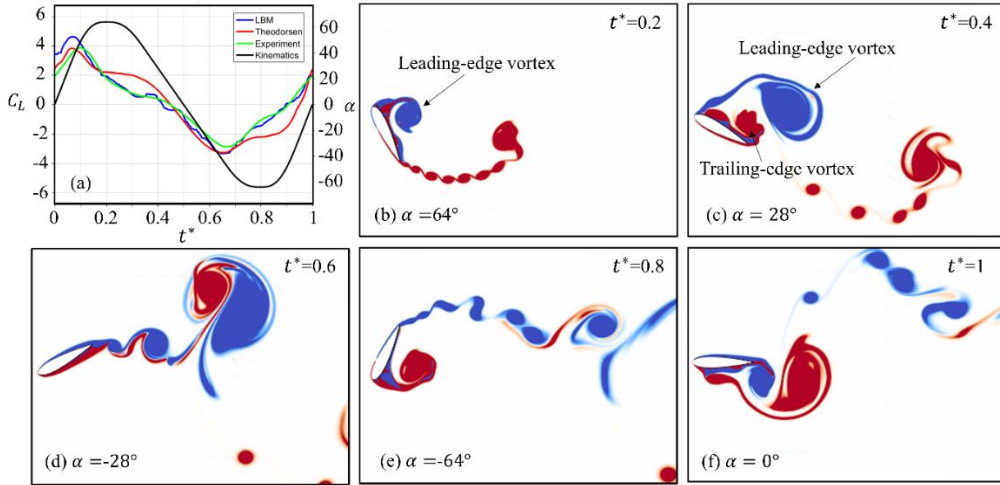 LBM
Theodorsen
Experiment
Kinematics
6
4
2
0
-2
-4
-6
C_L
60
40
20
0
-20
-40
-60
α
(a)
0 0.2 0.4 0.6 0.8 1
t*
t*=0.2
Leading-edge vortex
(b) α=64°
t*=0.4
Leading-edge vortex
Trailing-edge vortex
(c) α= 28°
t*=0.6
(d) α=-28°
t*=0.8
(e) α=-64°
t*=1
(f) α= 0°